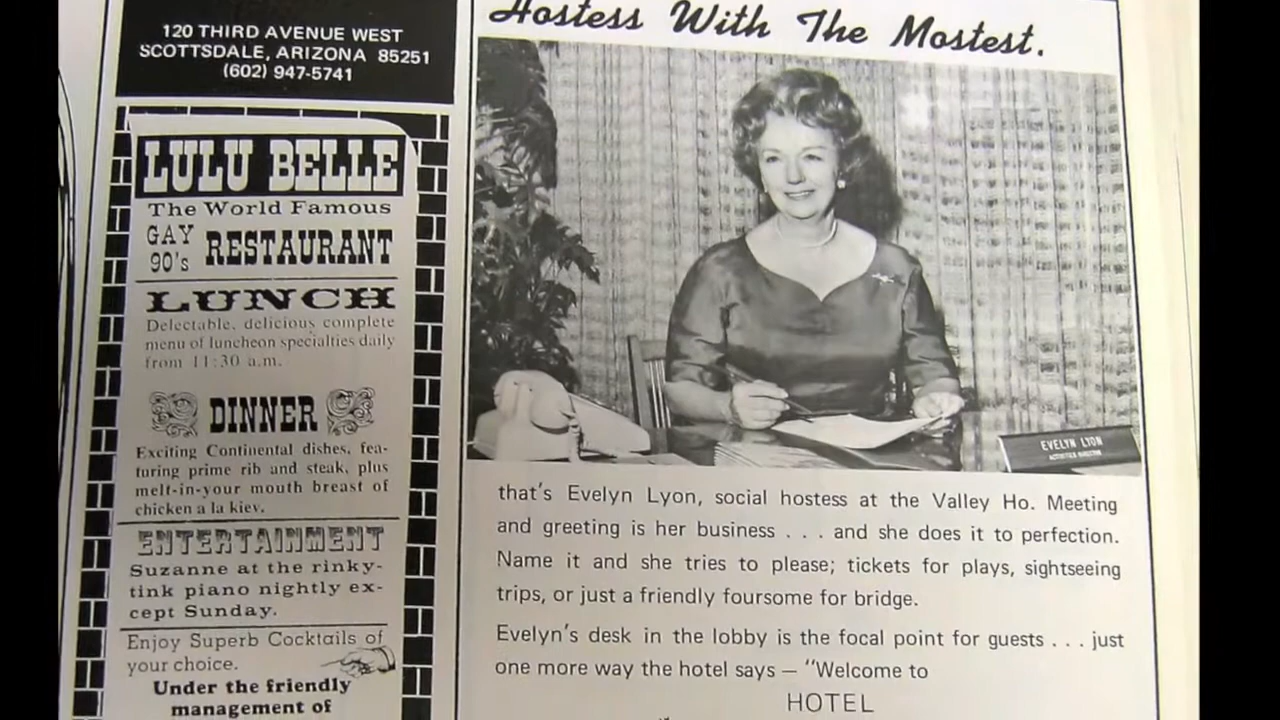 120 THIRD AVENUE WEST
SCOTTSDALE, ARIZONA 85251
(602) 947-5741
LULU BELLE
The World Famous
GAY 90's RESTAURANT
LUNCH
Delectable, delicious complete
menu of luncheon specialties daily
from 11:30 a.m.
DINNER
Exciting Continental dishes, fea-
turing prime rib and steak, plus
melt-in-your mouth breast of
chicken a la kiev.
ENTERTAINMENT
Suzanne at the rinky-
tink piano nightly ex-
cept Sunday.
Enjoy Superb Cocktails of
your choice.
Under the friendly
management of
Hostess With The Mostest.
EVELYN LYON
ACTIVITIES DIRECTOR
that's Evelyn Lyon, social hostess at the Valley Ho. Meeting
and greeting is her business . . . and she does it to perfection.
Name it and she tries to please; tickets for plays, sightseeing
trips, or just a friendly foursome for bridge.
Evelyn's desk in the lobby is the focal point for guests . . . just
one more way the hotel says — "Welcome to
HOTEL